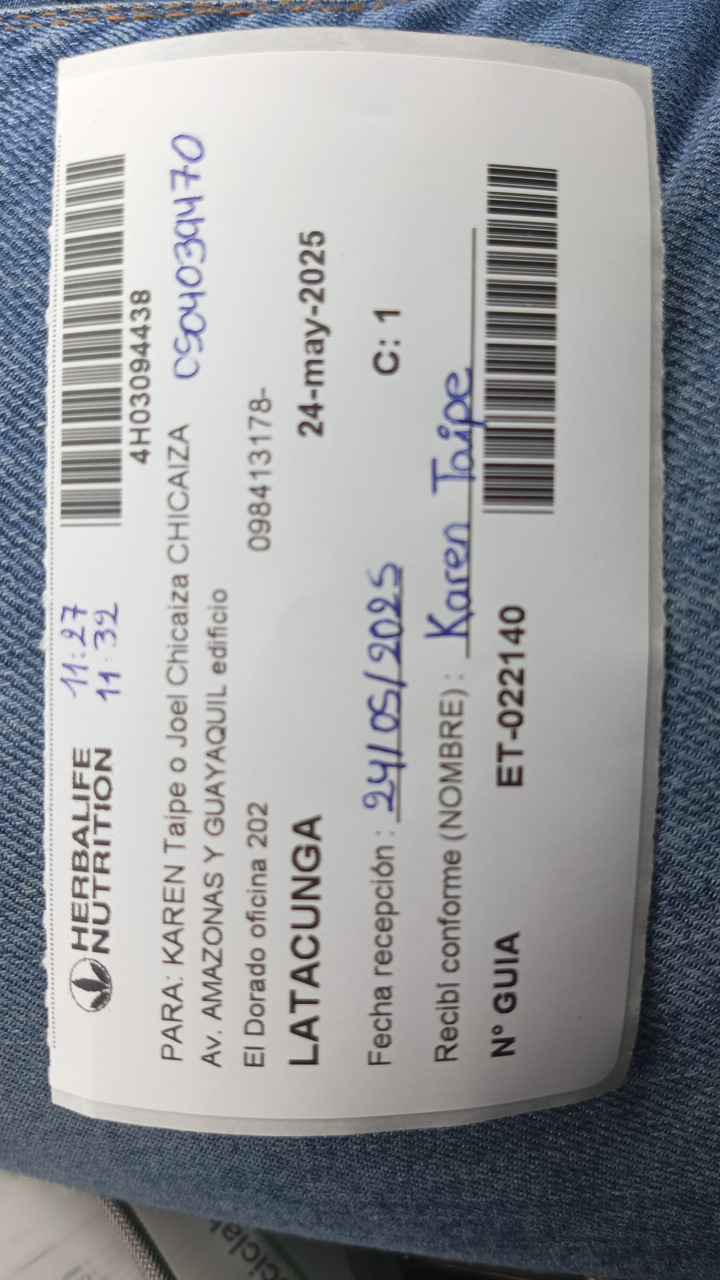 HERBALIFE
NUTRITION
11:27
11:32
4H03094438
PARA: KAREN Taipe o Joel Chicaiza CHICAIZA
0504039470
Av. AMAZONAS Y GUAYAQUIL edificio
El Dorado oficina 202 098413178-
LATACUNGA 24-may-2025
Fecha recepción : 24/05/2025 C: 1
Recibí conforme (NOMBRE) : Karen Taipe
N° GUIA ET-022140